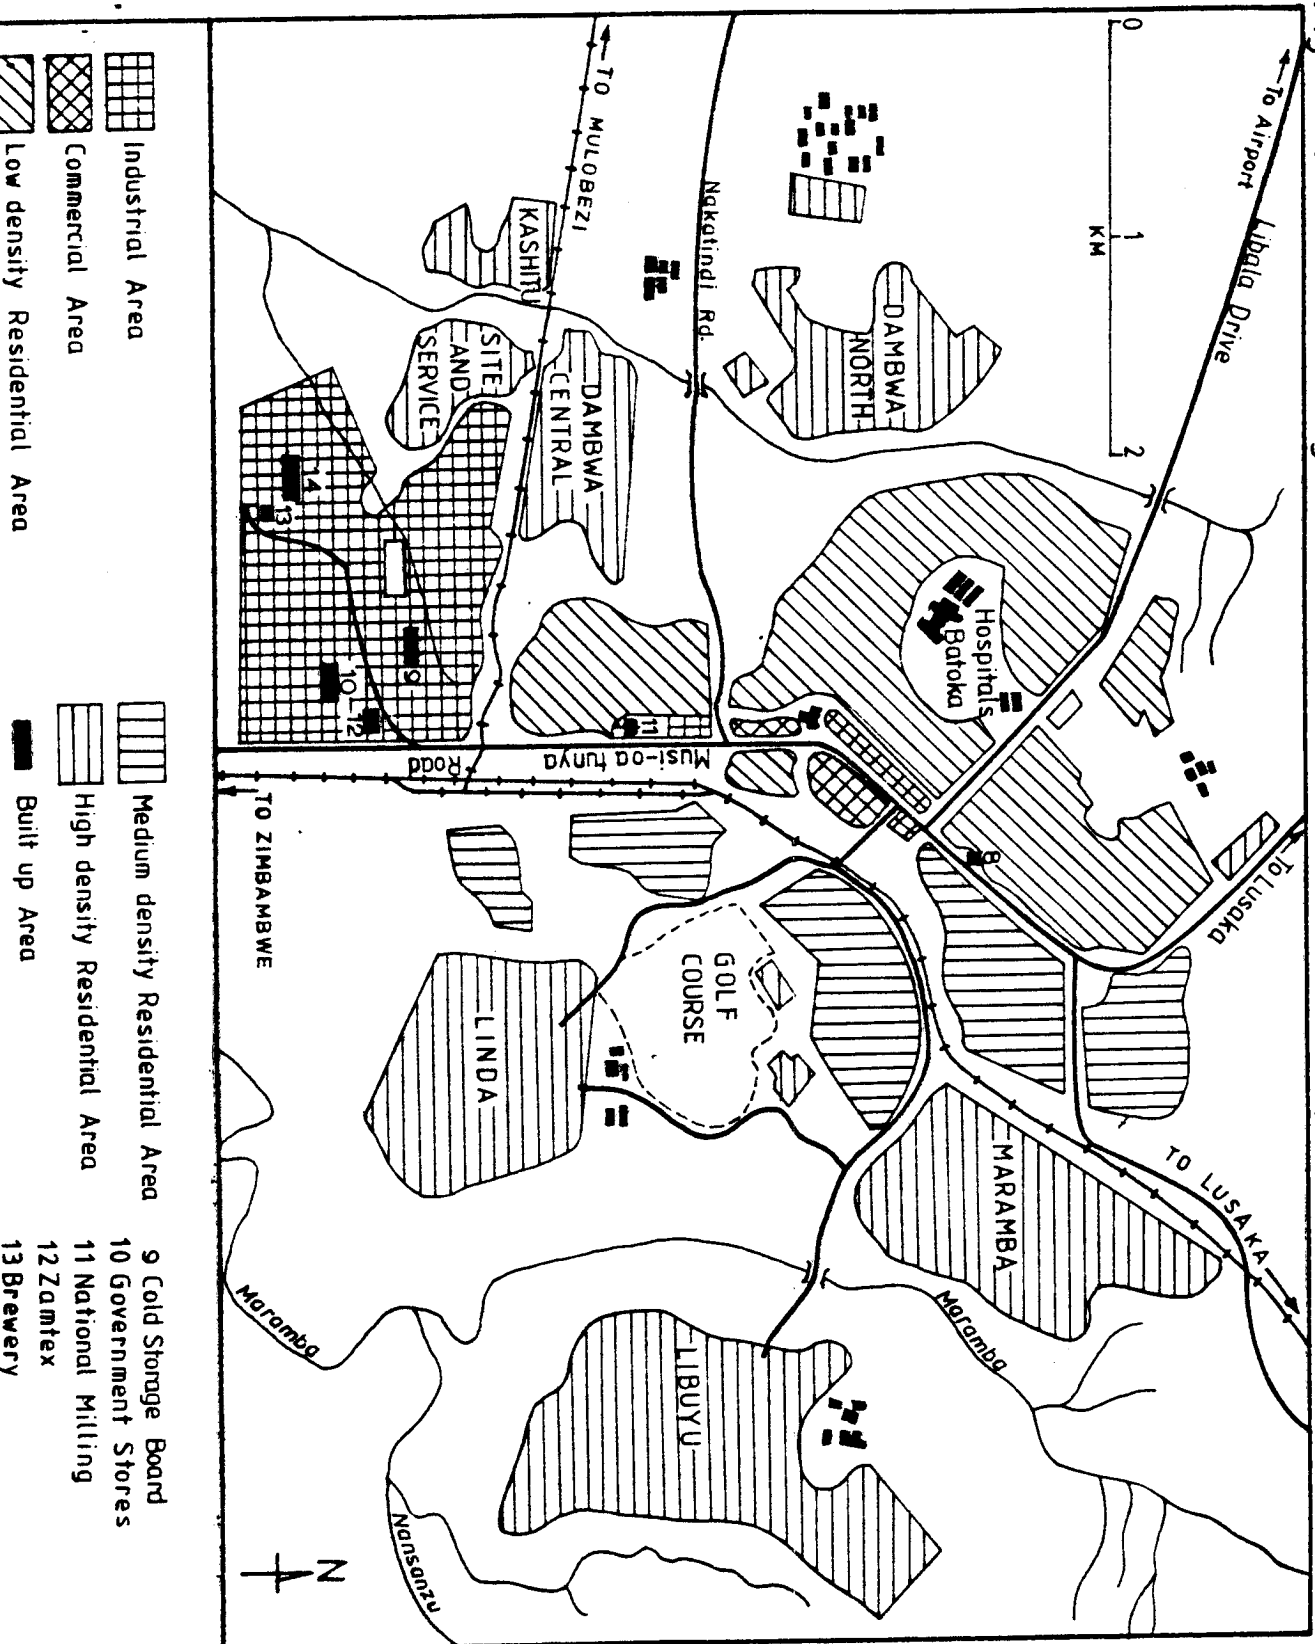 To Airport
Libala Drive
To Lusaka
TO LUSAKA
0
1
2
KM
DAMBWA
NORTH
Hospitals
Batoka
8
Nakatindi Rd.
TO MULOBEZI
KASHITU
DAMBWA
CENTRAL
SITE
AND
SERVICE
14
13
9
10
12
11
Musi-oa tunya
Road
TO ZIMBAMBWE
GOLF
COURSE
LINDA
MARAMBA
LIBUYU
Maramba
Maramba
Nansanzu
N
Industrial Area
Commercial Area
Low density Residential Area
Medium density Residential Area
High density Residential Area
Built up Area
9 Cold Storage Board
10 Government Stores
11 National Milling
12 Zamtex
13 Brewery